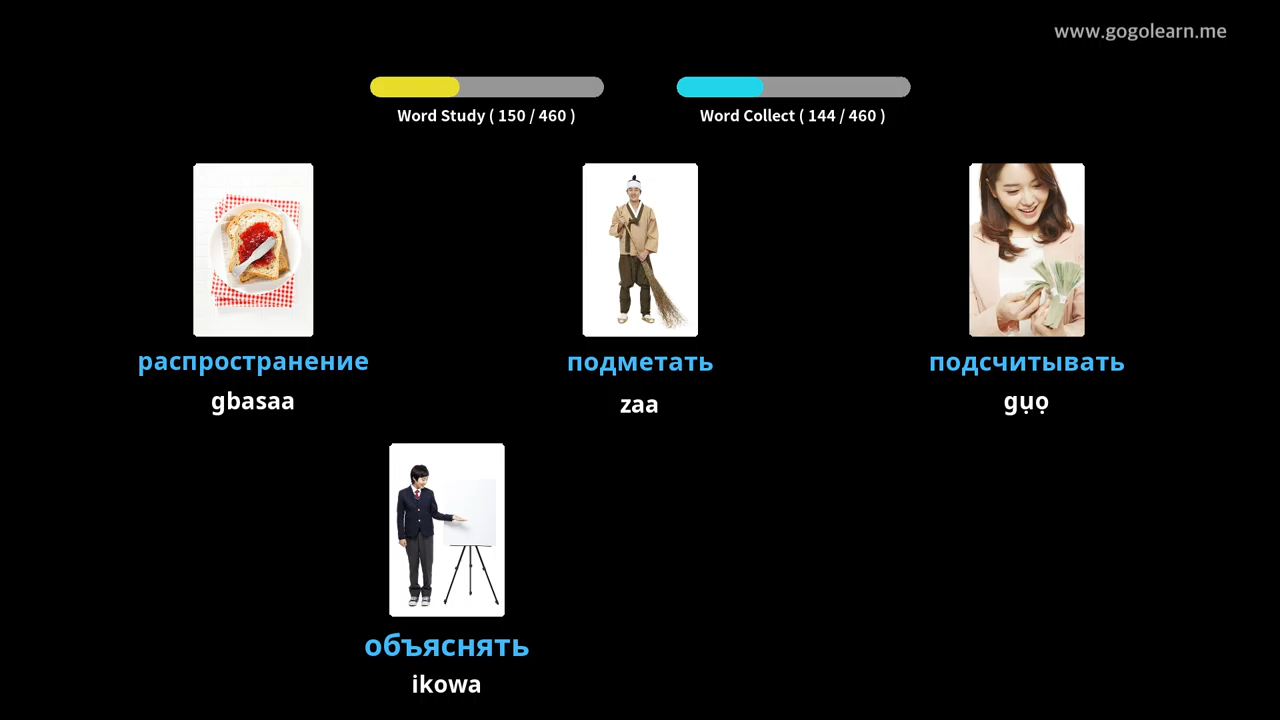 www.gogolearn.me
Word Study ( 150 / 460 )
Word Collect ( 144 / 460 )
распространение
подметать
подсчитывать
gbasaa
zaa
gụọ
объяснять
ikowa